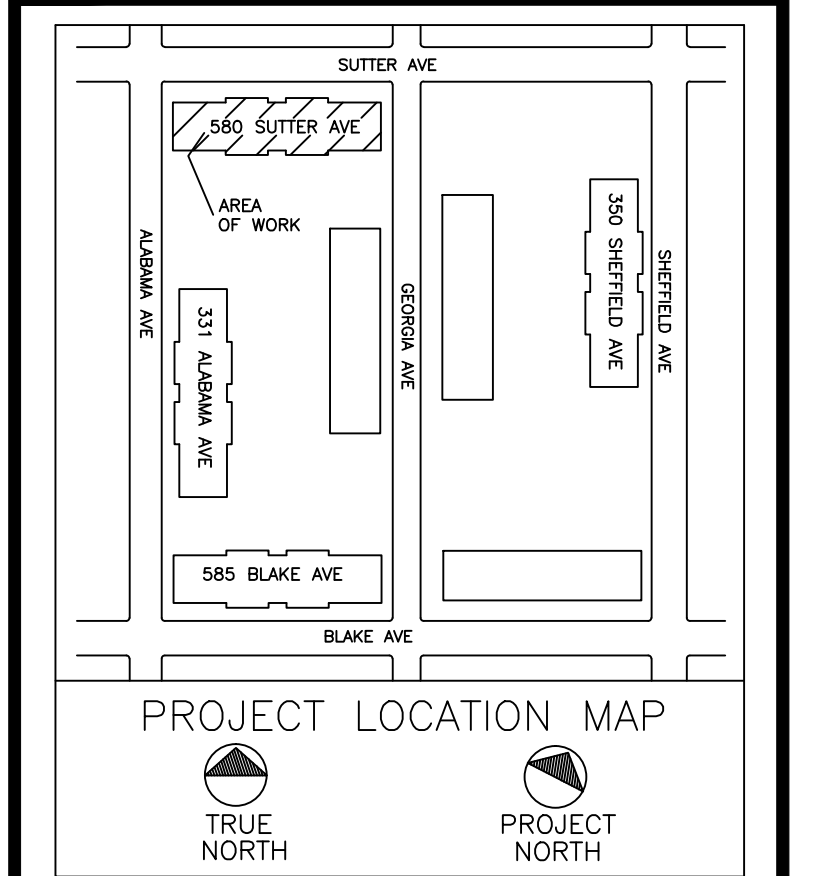 SUTTER AVE
580 SUTTER AVE
AREA
OF WORK
350 SHEFFIELD AVE
ALABAMA AVE
SHEFFIELD AVE
GEORGIA AVE
331 ALABAMA AVE
585 BLAKE AVE
BLAKE AVE
PROJECT LOCATION MAP
TRUE
NORTH
PROJECT
NORTH